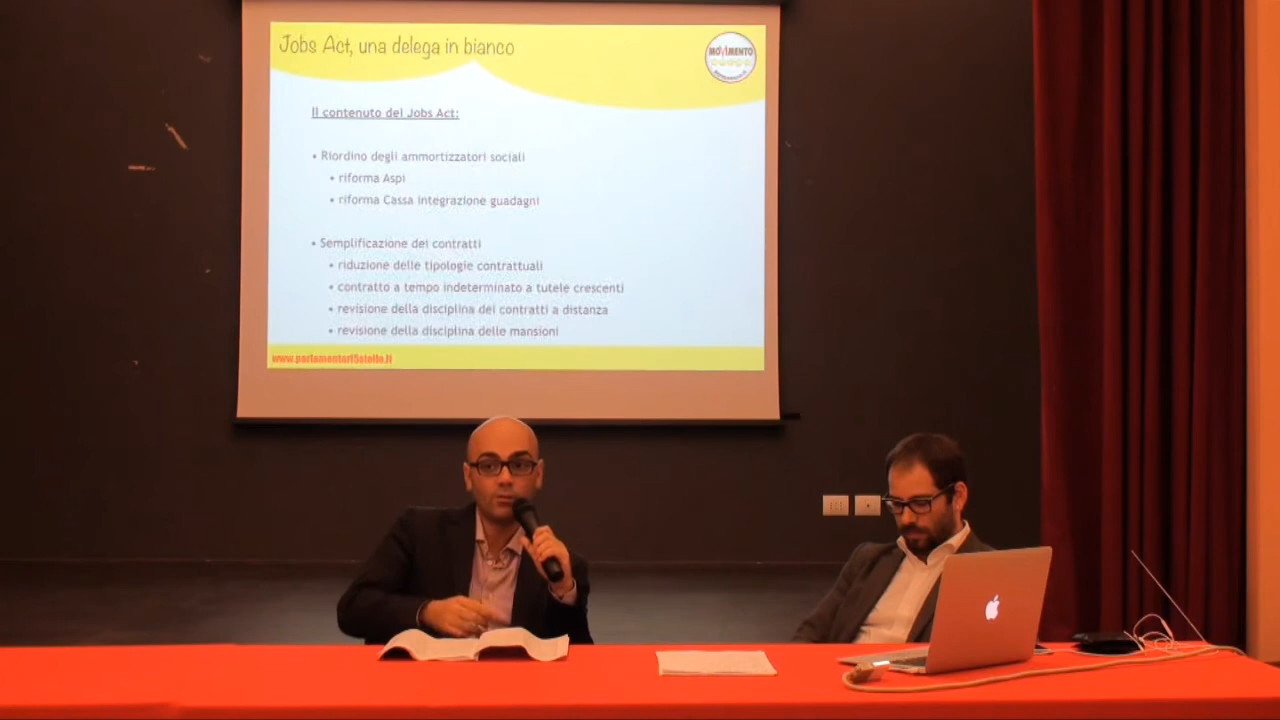 Jobs Act, una delega in bianco
MOVIMENTO
Il contenuto del Jobs Act:
• Riordino degli ammortizzatori sociali
• riforma Aspi
• riforma Cassa integrazione guadagni
• Semplificazione dei contratti
• riduzione delle tipologie contrattuali
• contratto a tempo indeterminato a tutele crescenti
• revisione della disciplina dei contratti a distanza
• revisione della disciplina delle mansioni
www.parlamentari5stelle.it